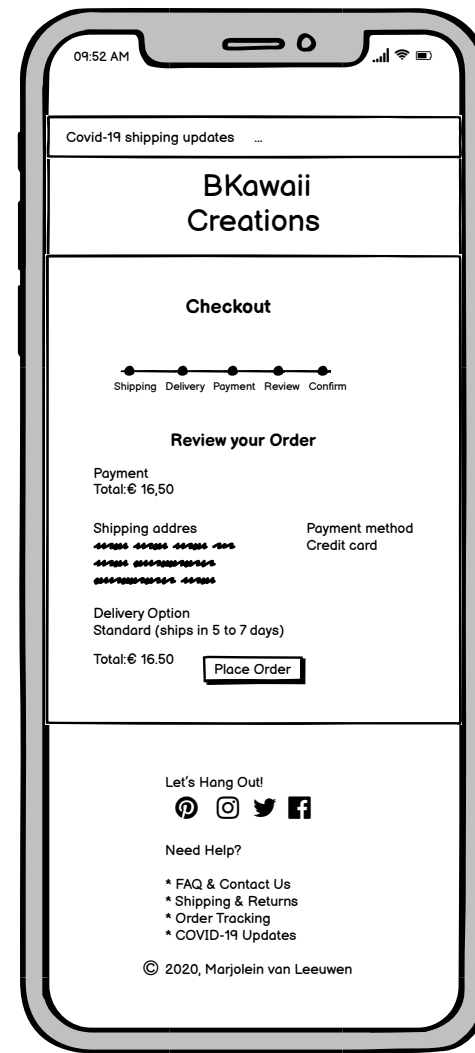 09:52 AM
Covid-19 shipping updates ...
BKawaii
Creations
Checkout
Shipping Delivery Payment Review Confirm
Review your Order
Payment
Total:€ 16,50
Shipping addres
Payment method
Credit card
Delivery Option
Standard (ships in 5 to 7 days)
Total:€ 16.50
Place Order
Let's Hang Out!
Need Help?
* FAQ & Contact Us
* Shipping & Returns
* Order Tracking
* COVID-19 Updates
© 2020, Marjolein van Leeuwen